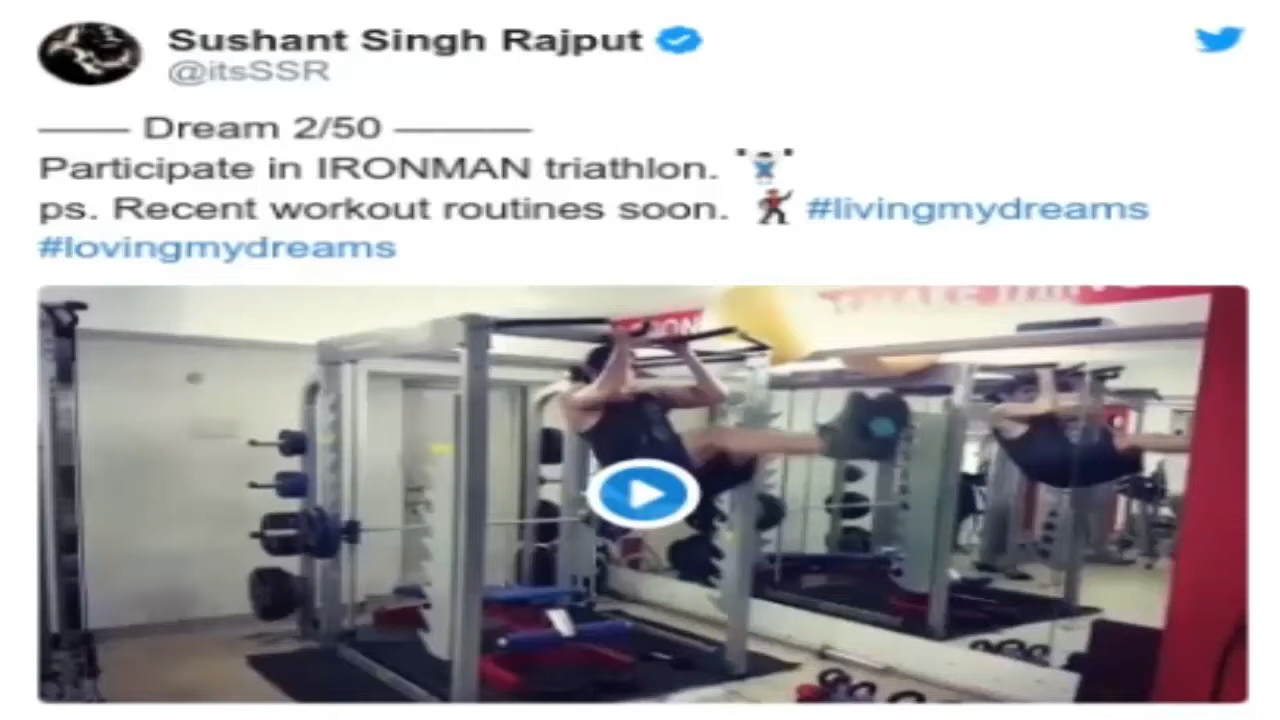 Sushant Singh Rajput
@itsSSR
—— Dream 2/50 ———
Participate in IRONMAN triathlon. 🏋
ps. Recent workout routines soon. 🕺 #livingmydreams
#lovingmydreams